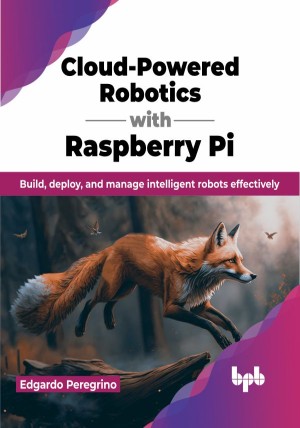 Cloud-Powered
Robotics
with
Raspberry Pi
Build, deploy, and manage intelligent robots effectively
Edgardo Peregrino
bpb